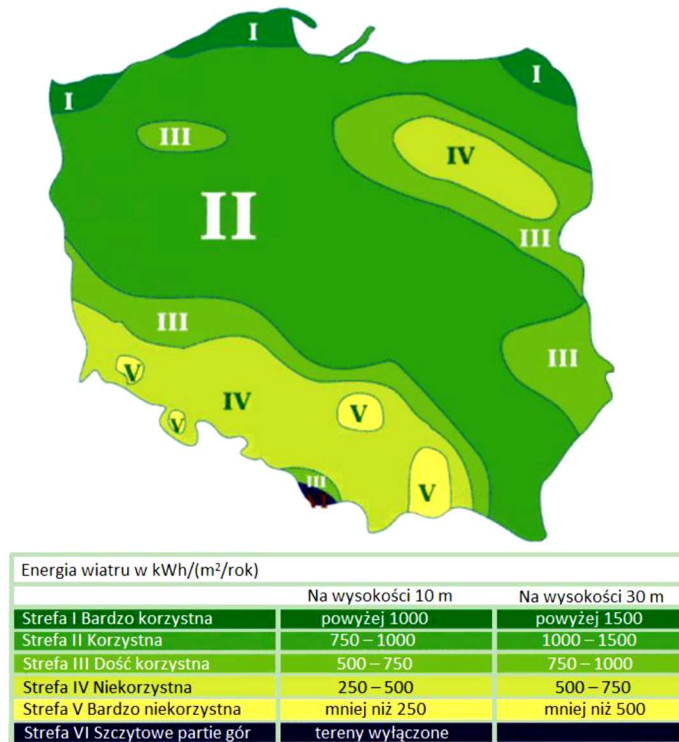 I
I
I
III
IV
II
III
III
III
V
IV
V
V
III
VI
V
Energia wiatru w kWh/(m²/rok)
Na wysokości 10 m Na wysokości 30 m
Strefa I Bardzo korzystna powyżej 1000 powyżej 1500
Strefa II Korzystna 750 – 1000 1000 – 1500
Strefa III Dość korzystna 500 – 750 750 – 1000
Strefa IV Niekorzystna 250 – 500 500 – 750
Strefa V Bardzo niekorzystna mniej niż 250 mniej niż 500
Strefa VI Szczytowe partie gór tereny wyłączone